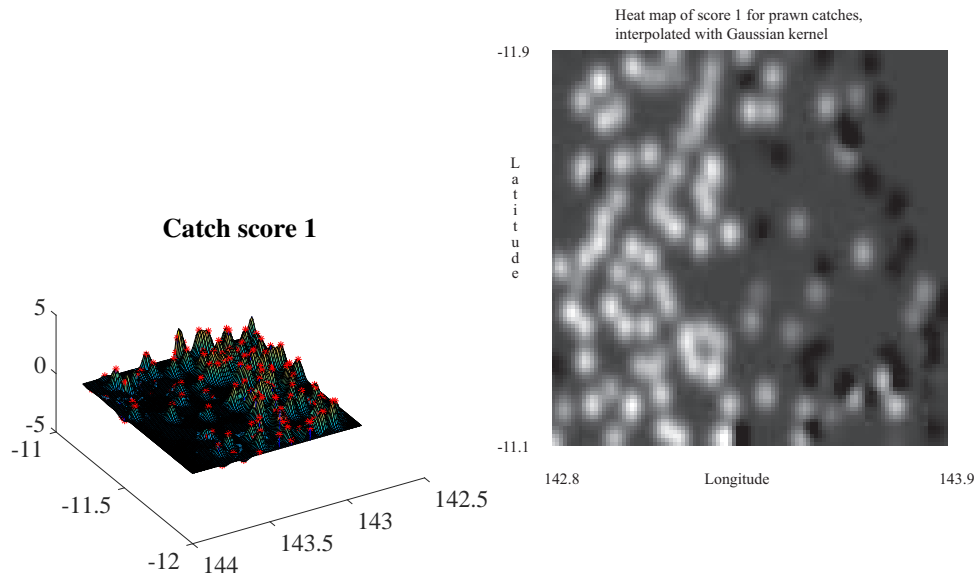 Catch score 1
5
0
-5
-11
-11.5
-12
144
143.5
143
142.5
Heat map of score 1 for prawn catches,
interpolated with Gaussian kernel
-11.9
Latitude
-11.1
142.8
Longitude
143.9